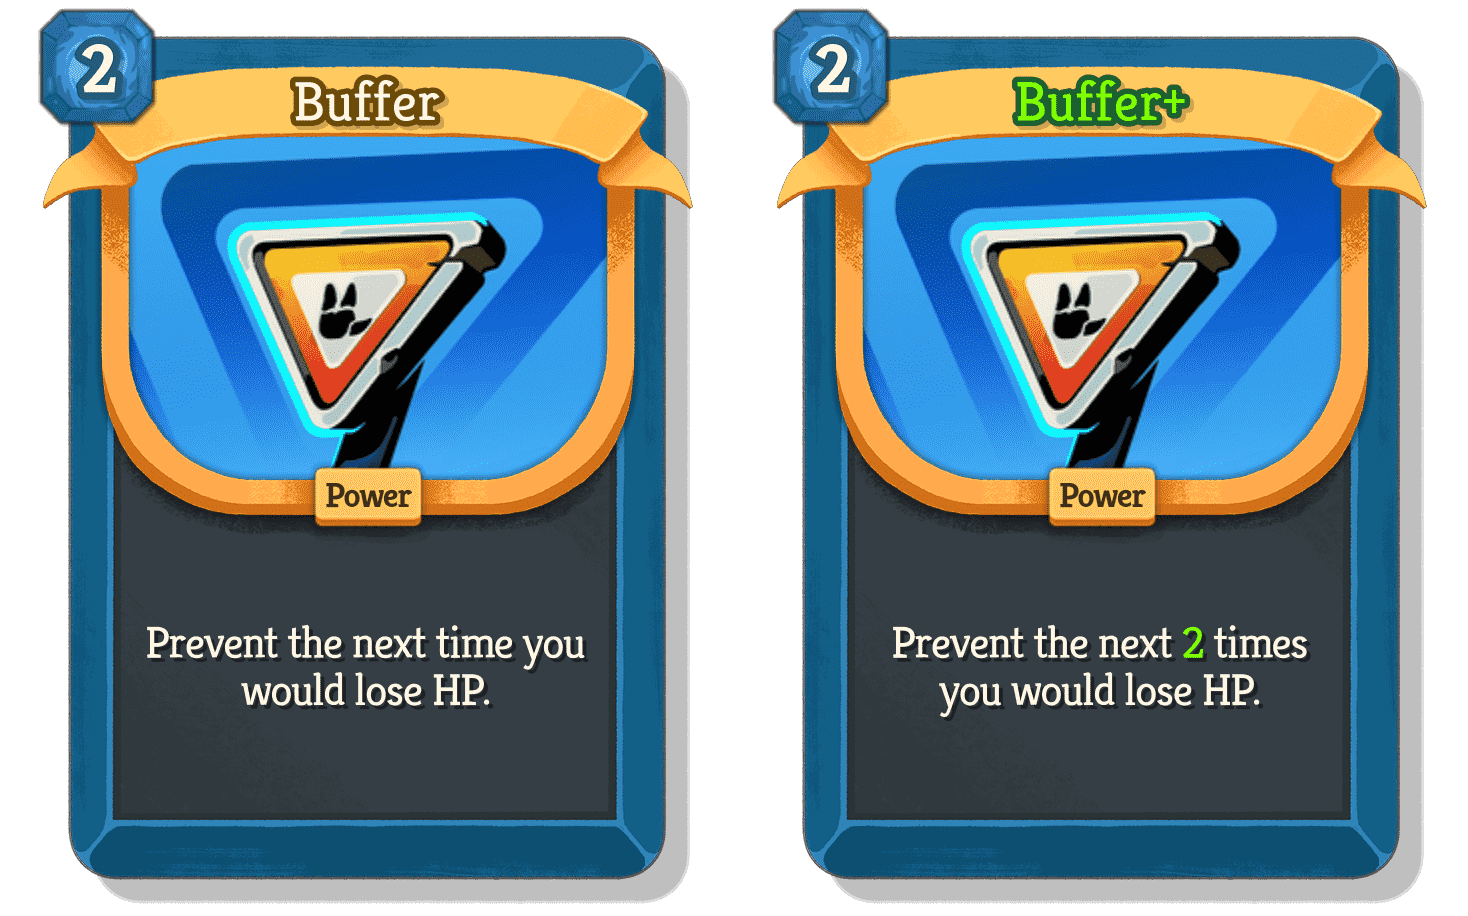 2
Buffer
Power
Prevent the next time you
would lose HP.
2
Buffer+
Power
Prevent the next 2 times
you would lose HP.